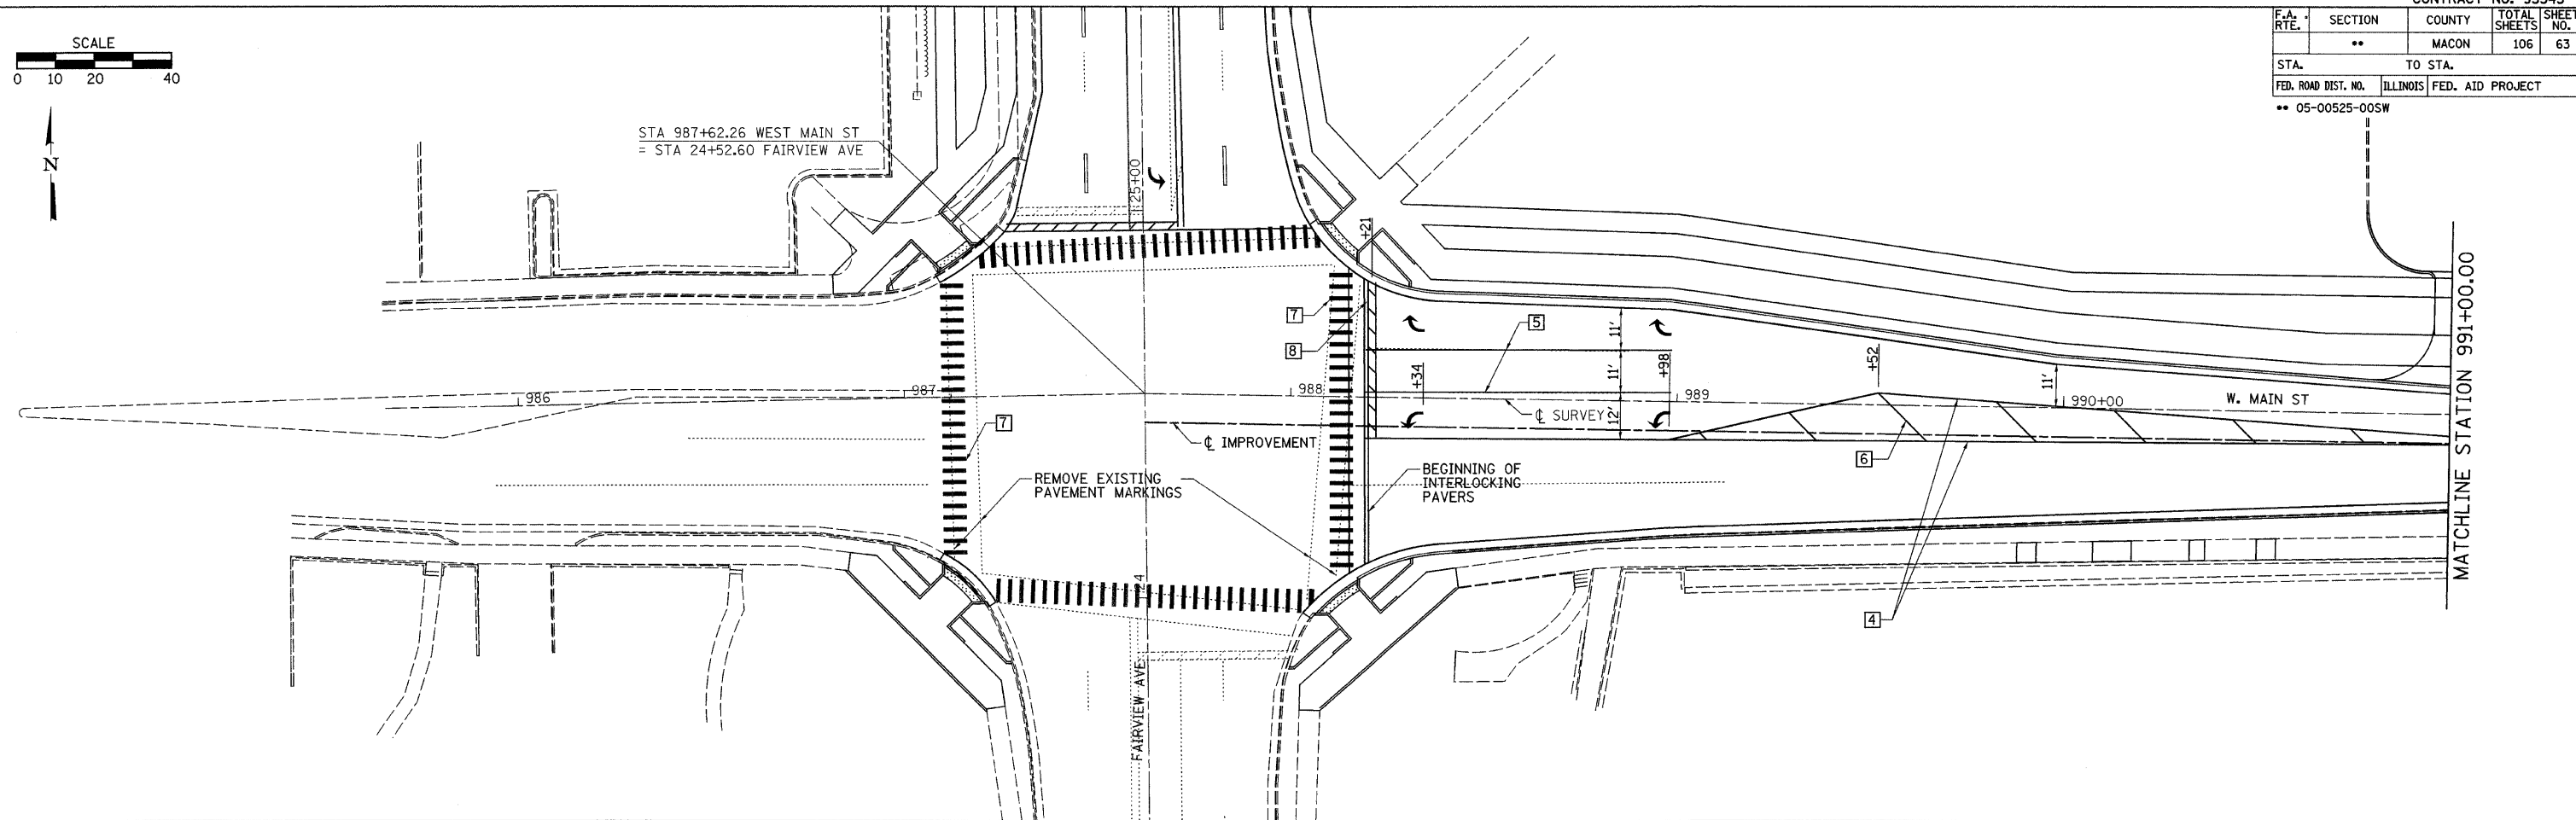 F.A. RTE. SECTION COUNTY TOTAL SHEETS SHEET NO.
•• MACON 106 63
STA. TO STA.
FED. ROAD DIST. NO. ILLINOIS FED. AID PROJECT
•• 05-00525-00SW
SCALE
0 10 20 40
N
STA 987+62.26 WEST MAIN ST
= STA 24+52.60 FAIRVIEW AVE
25+00
+21
7
8
5
11'
11'
12'
+34
+98
+52
11'
986
987
988
989
990+00
W. MAIN ST
℄ SURVEY
℄ IMPROVEMENT
7
6
REMOVE EXISTING
PAVEMENT MARKINGS
BEGINNING OF
INTERLOCKING
PAVERS
4
24
FAIRVIEW AVE
MATCHLINE STATION 991+00.00